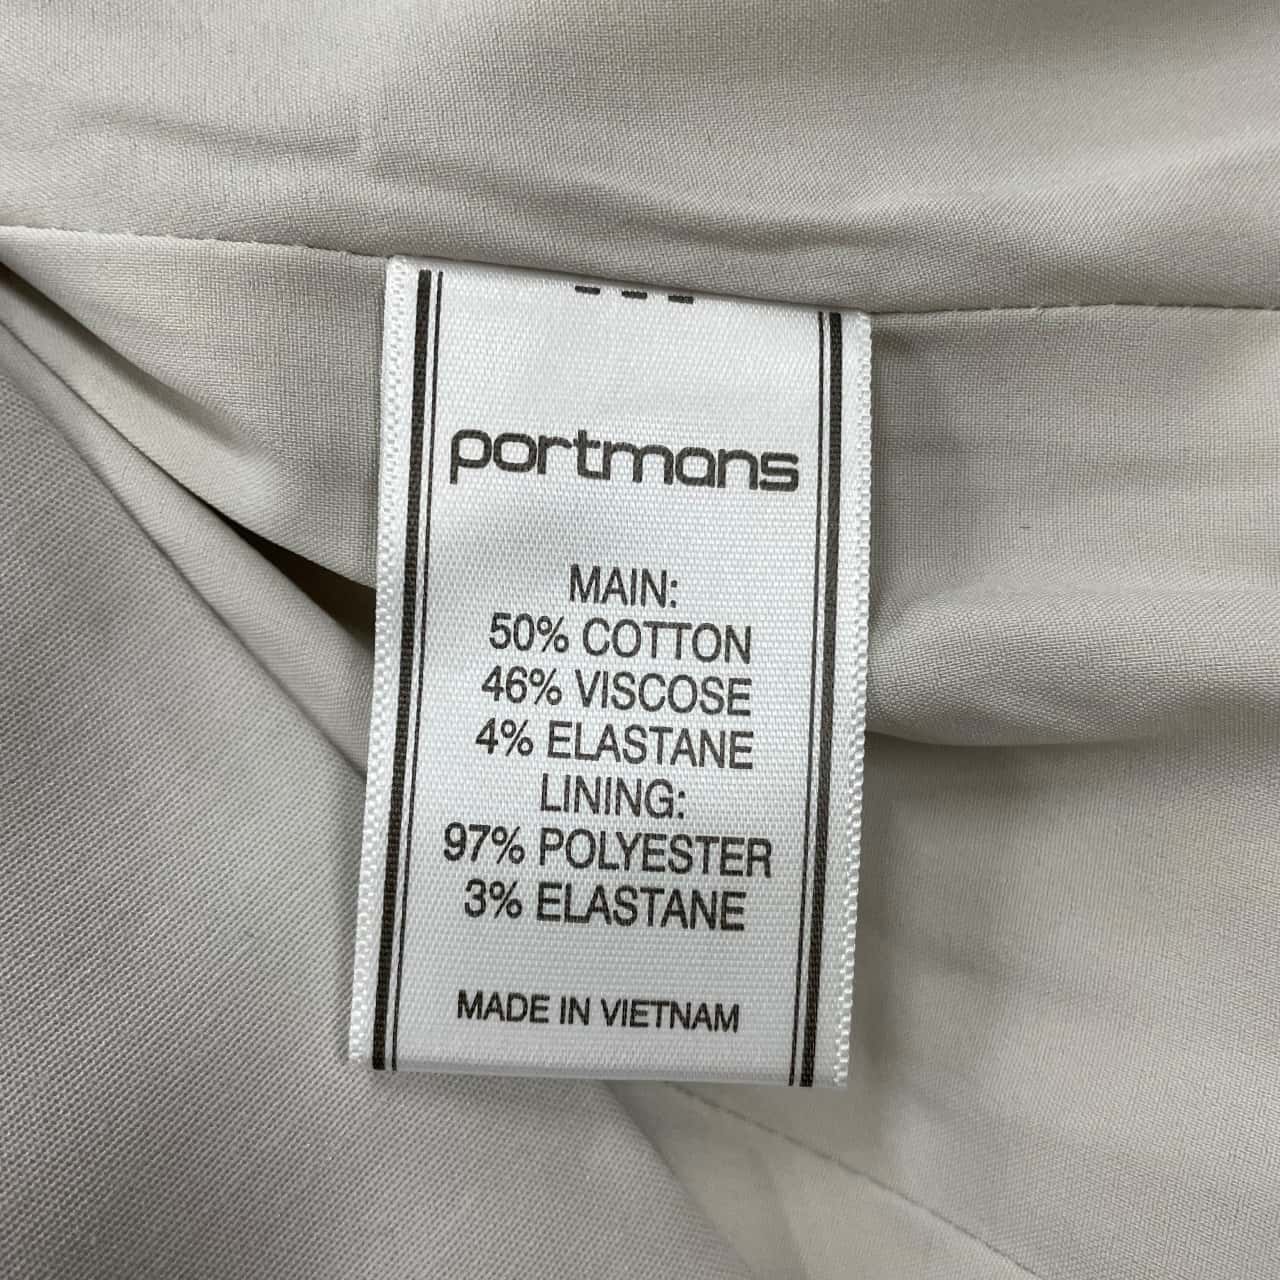 portmans
MAIN:
50% COTTON
46% VISCOSE
4% ELASTANE
LINING:
97% POLYESTER
3% ELASTANE
MADE IN VIETNAM